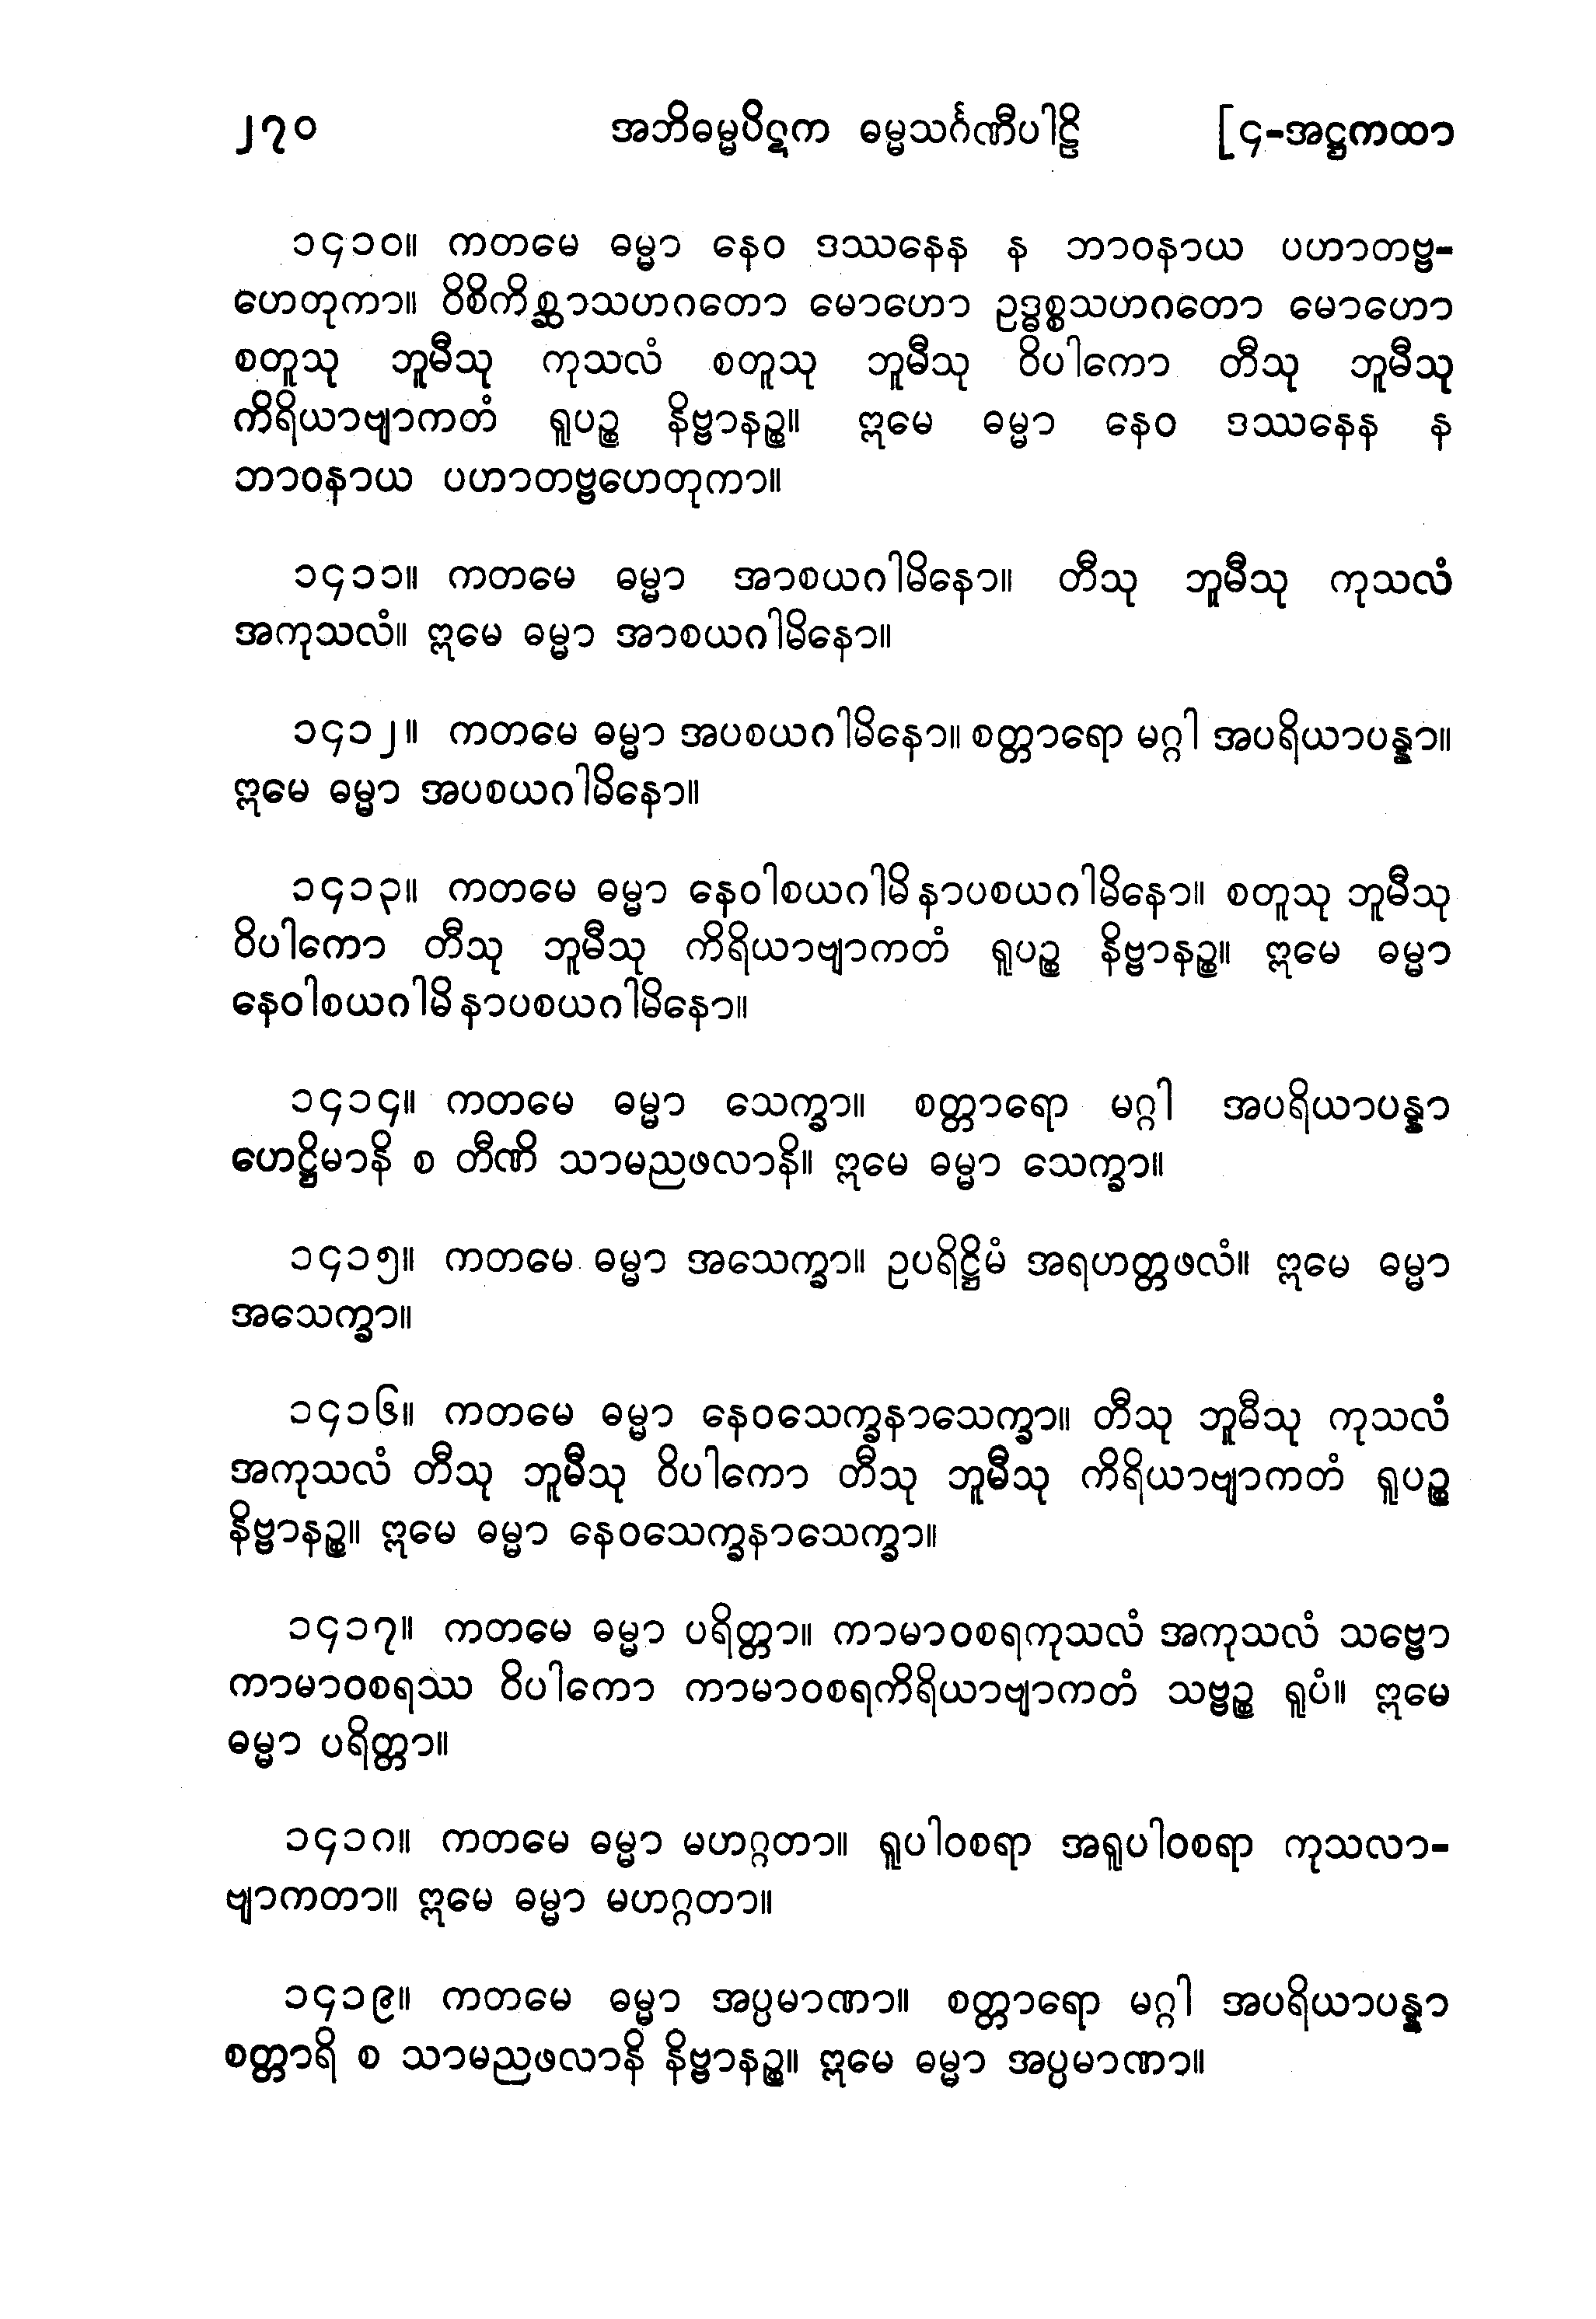 ၂၇၀ အဘိဓမ္မပိဋက ဓမ္မသင်္ဂဏီပါဠိ [၄-အဋ္ဌကထာ
၁၄၁၀။ ကတမေ ဓမ္မာ နေဝ ဒဿနေန န ဘာဝနာယ ပဟာတဗ္ဗ-
ဟေတုကာ။ ဝိစိကိစ္ဆာသဟဂတော မောဟော ဥဒ္ဓစ္စသဟဂတော မောဟော
စတူသု ဘူမီသု ကုသလံ စတူသု ဘူမီသု ဝိပါကော တီသု ဘူမီသု
ကိရိယာဗျာကတံ ရူပဉ္စ နိဗ္ဗာနဉ္စ။ ဣမေ ဓမ္မာ နေဝ ဒဿနေန န
ဘာဝနာယ ပဟာတဗ္ဗဟေတုကာ။
၁၄၁၁။ ကတမေ ဓမ္မာ အာစယဂါမိနော။ တီသု ဘူမီသု ကုသလံ
အကုသလံ။ ဣမေ ဓမ္မာ အာစယဂါမိနော။
၁၄၁၂။ ကတမေ ဓမ္မာ အပစယဂါမိနော။ စတ္တာရော မဂ္ဂါ အပရိယာပန္နာ။
ဣမေ ဓမ္မာ အပစယဂါမိနော။
၁၄၁၃။ ကတမေ ဓမ္မာ နေဝါစယဂါမိ နာပစယဂါမိနော။ စတူသု ဘူမီသု
ဝိပါကော တီသု ဘူမီသု ကိရိယာဗျာကတံ ရူပဉ္စ နိဗ္ဗာနဉ္စ။ ဣမေ ဓမ္မာ
နေဝါစယဂါမိ နာပစယဂါမိနော။
၁၄၁၄။ ကတမေ ဓမ္မာ သေက္ခာ။ စတ္တာရော မဂ္ဂါ အပရိယာပန္နာ
ဟေဋ္ဌိမာနိ စ တီဏိ သာမညဖလာနိ။ ဣမေ ဓမ္မာ သေက္ခာ။
၁၄၁၅။ ကတမေ ဓမ္မာ အသေက္ခာ။ ဥပရိဋ္ဌိမံ အရဟတ္တဖလံ။ ဣမေ ဓမ္မာ
အသေက္ခာ။
၁၄၁၆။ ကတမေ ဓမ္မာ နေဝသေက္ခနာသေက္ခာ။ တီသု ဘူမီသု ကုသလံ
အကုသလံ တီသု ဘူမီသု ဝိပါကော တီသု ဘူမီသု ကိရိယာဗျာကတံ ရူပဉ္စ
နိဗ္ဗာနဉ္စ။ ဣမေ ဓမ္မာ နေဝသေက္ခနာသေက္ခာ။
၁၄၁၇။ ကတမေ ဓမ္မာ ပရိတ္တာ။ ကာမာဝစရကုသလံ အကုသလံ သဗ္ဗော
ကာမာဝစရဿ ဝိပါကော ကာမာဝစရကိရိယာဗျာကတံ သဗ္ဗဉ္စ ရူပံ။ ဣမေ
ဓမ္မာ ပရိတ္တာ။
၁၄၁၈။ ကတမေ ဓမ္မာ မဟဂ္ဂတာ။ ရူပါဝစရာ အရူပါဝစရာ ကုသလာ-
ဗျာကတာ။ ဣမေ ဓမ္မာ မဟဂ္ဂတာ။
၁၄၁၉။ ကတမေ ဓမ္မာ အပ္ပမာဏာ။ စတ္တာရော မဂ္ဂါ အပရိယာပန္နာ
စတ္တာရိ စ သာမညဖလာနိ နိဗ္ဗာနဉ္စ။ ဣမေ ဓမ္မာ အပ္ပမာဏာ။